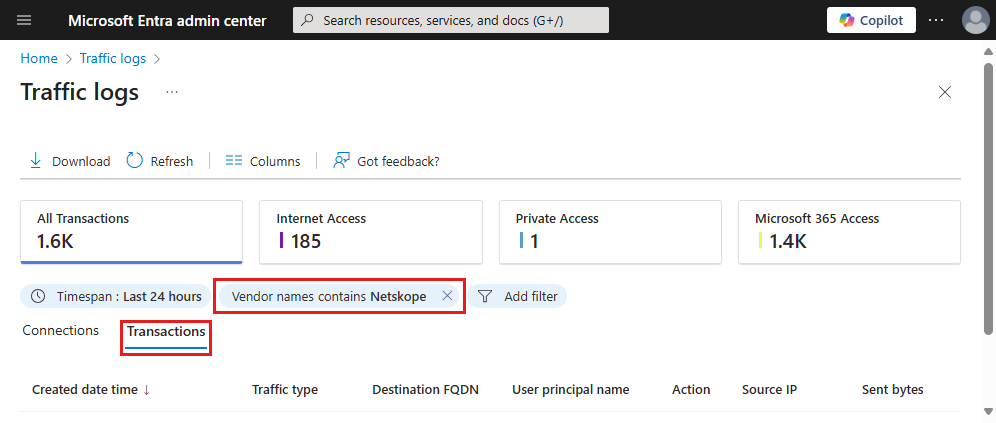 Microsoft Entra admin center Search resources, services, and docs (G+/) Copilot ...
Home > Traffic logs >
Traffic logs ...
Download Refresh Columns Got feedback?
All Transactions Internet Access Private Access Microsoft 365 Access
1.6K 185 1 1.4K
Timespan : Last 24 hours Vendor names contains Netskope Add filter
Connections Transactions
Created date time ↓ Traffic type Destination FQDN User principal name Action Source IP Sent bytes